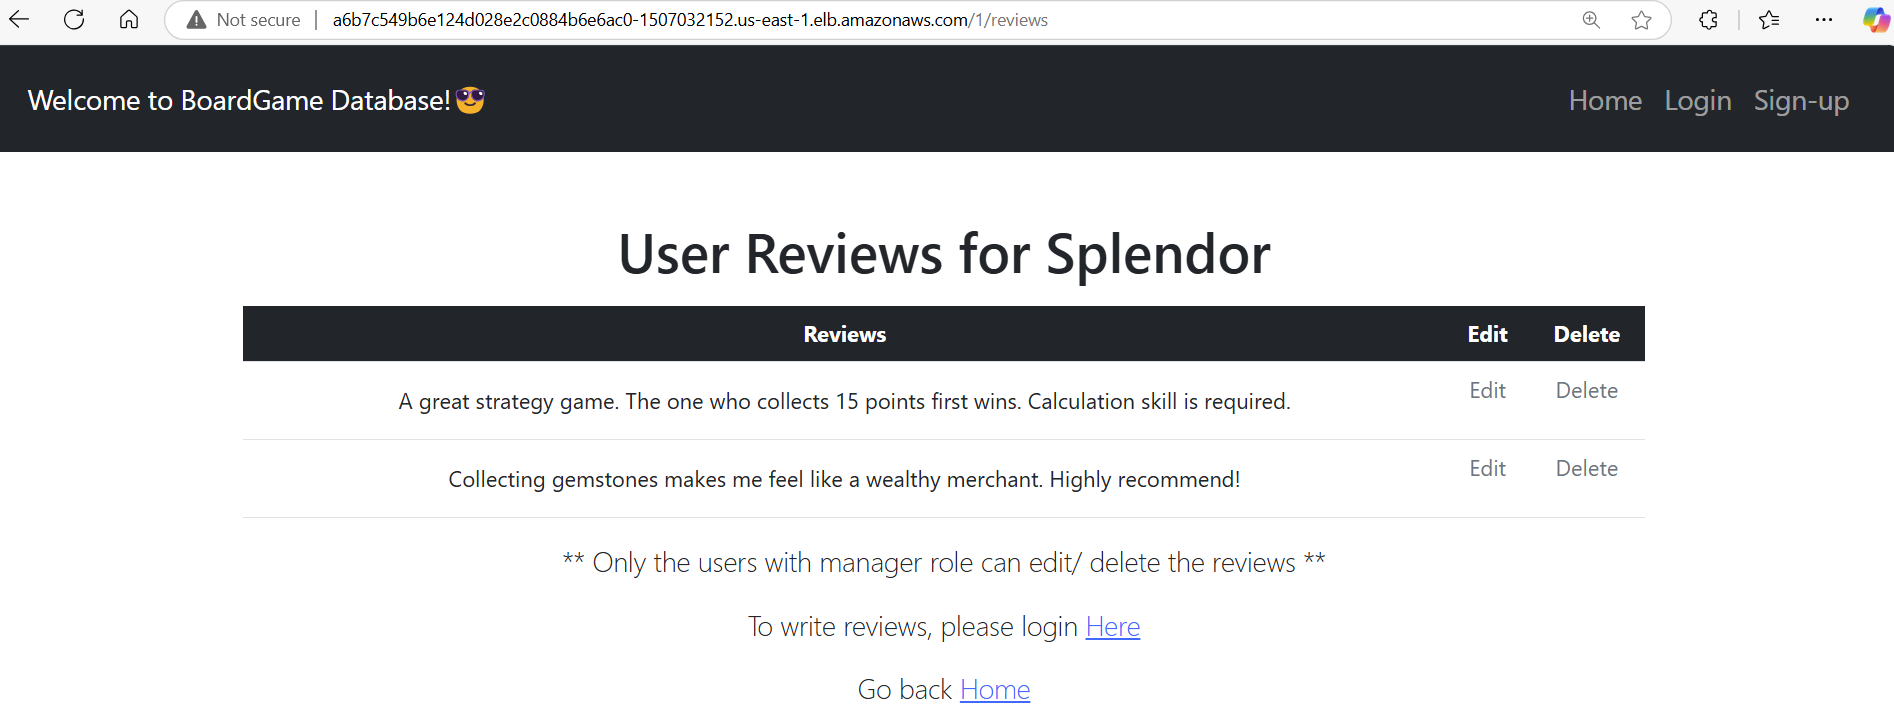 Not secure | a6b7c549b6e124d028e2c0884b6e6ac0-1507032152.us-east-1.elb.amazonaws.com/1/reviews
Welcome to BoardGame Database!😎 Home Login Sign-up
User Reviews for Splendor
Reviews Edit Delete
A great strategy game. The one who collects 15 points first wins. Calculation skill is required. Edit Delete
Collecting gemstones makes me feel like a wealthy merchant. Highly recommend! Edit Delete
** Only the users with manager role can edit/ delete the reviews **
To write reviews, please login Here
Go back Home